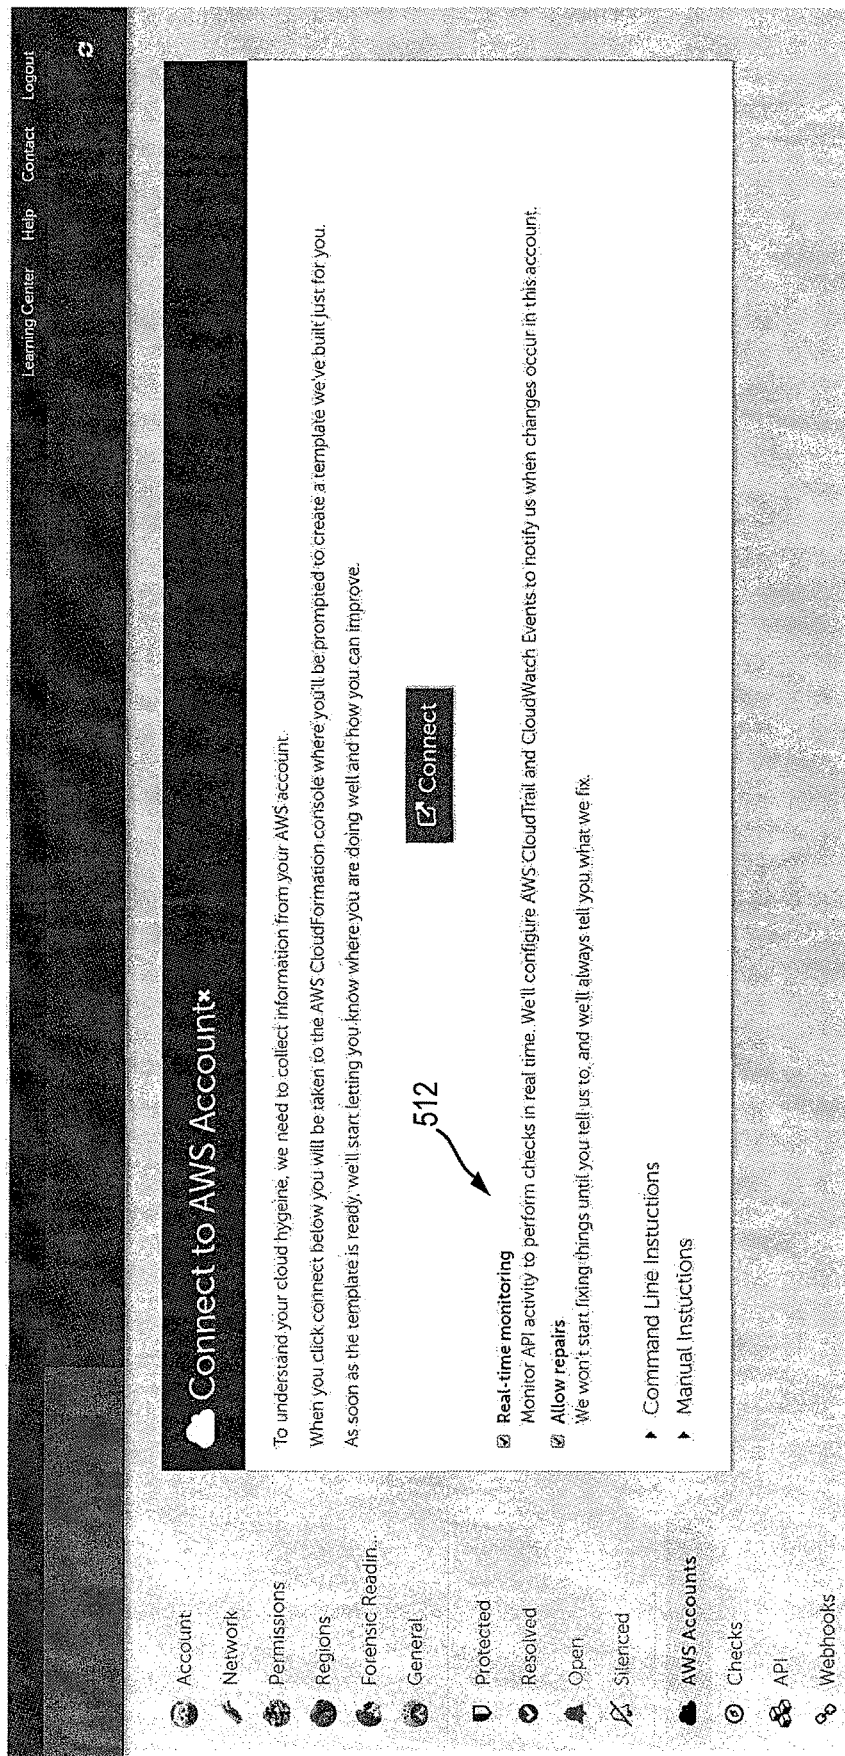 Learning Center Help Contact Logout
Account
Network
Permissions
Regions
Forensic Readin...
General
Protected
Resolved
Open
Silenced
AWS Accounts
Checks
API
Webhooks
Connect to AWS Account
To understand your cloud hygeine, we need to collect information from your AWS account.
When you click connect below you will be taken to the AWS CloudFormation console where you'll be prompted to create a template we've built just for you.
As soon as the template is ready, we'll start letting you know where you are doing well and how you can improve.
Connect
512
Real-time monitoring
Monitor API activity to perform checks in real time. We'll configure AWS CloudTrail and CloudWatch Events to notify us when changes occur in this account.
Allow repairs
We won't start fixing things until you tell us to, and we'll always tell you what we fix.
Command Line Instuctions
Manual Instuctions